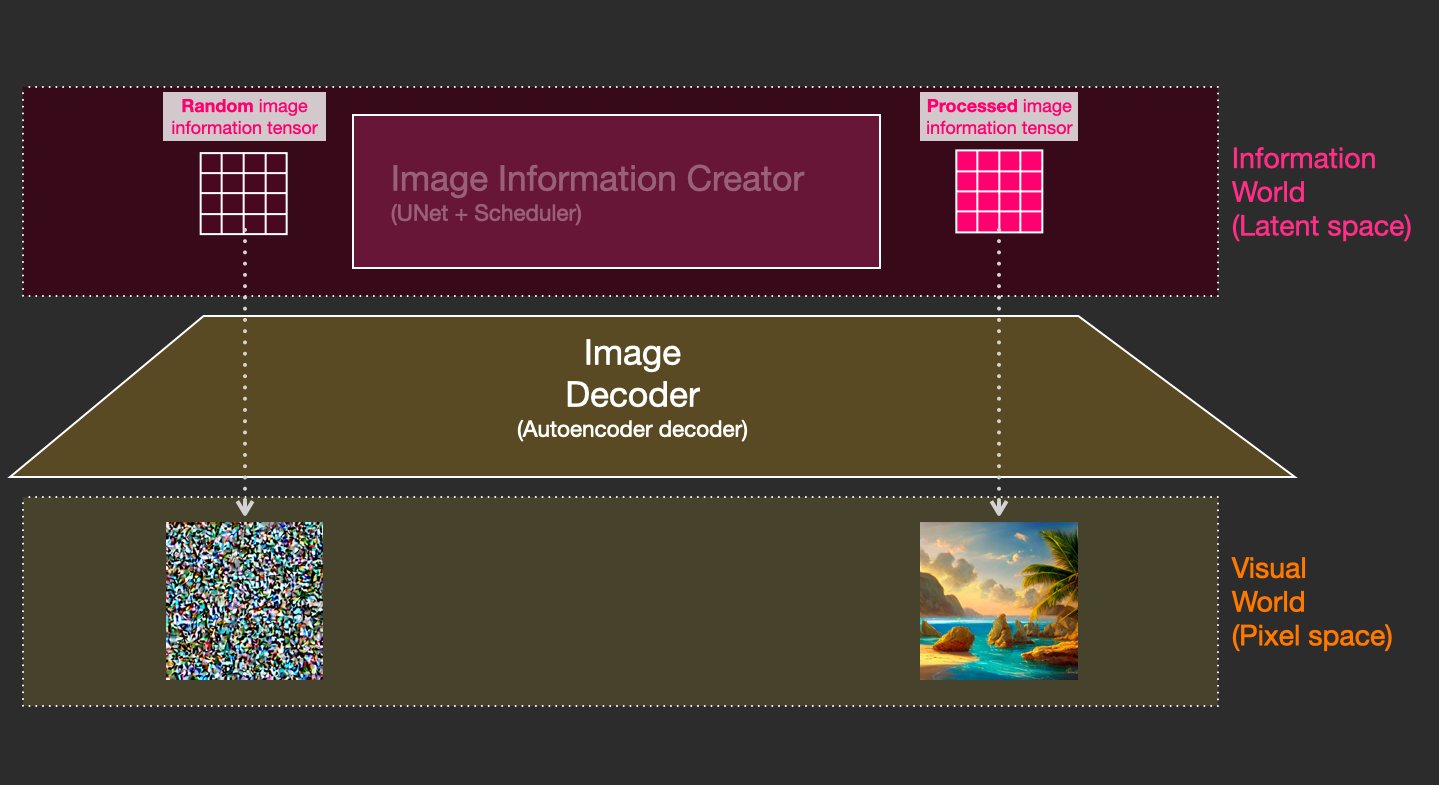 Random image
information tensor
Processed image
information tensor
Image Information Creator
(UNet + Scheduler)
Information
World
(Latent space)
Image
Decoder
(Autoencoder decoder)
Visual
World
(Pixel space)